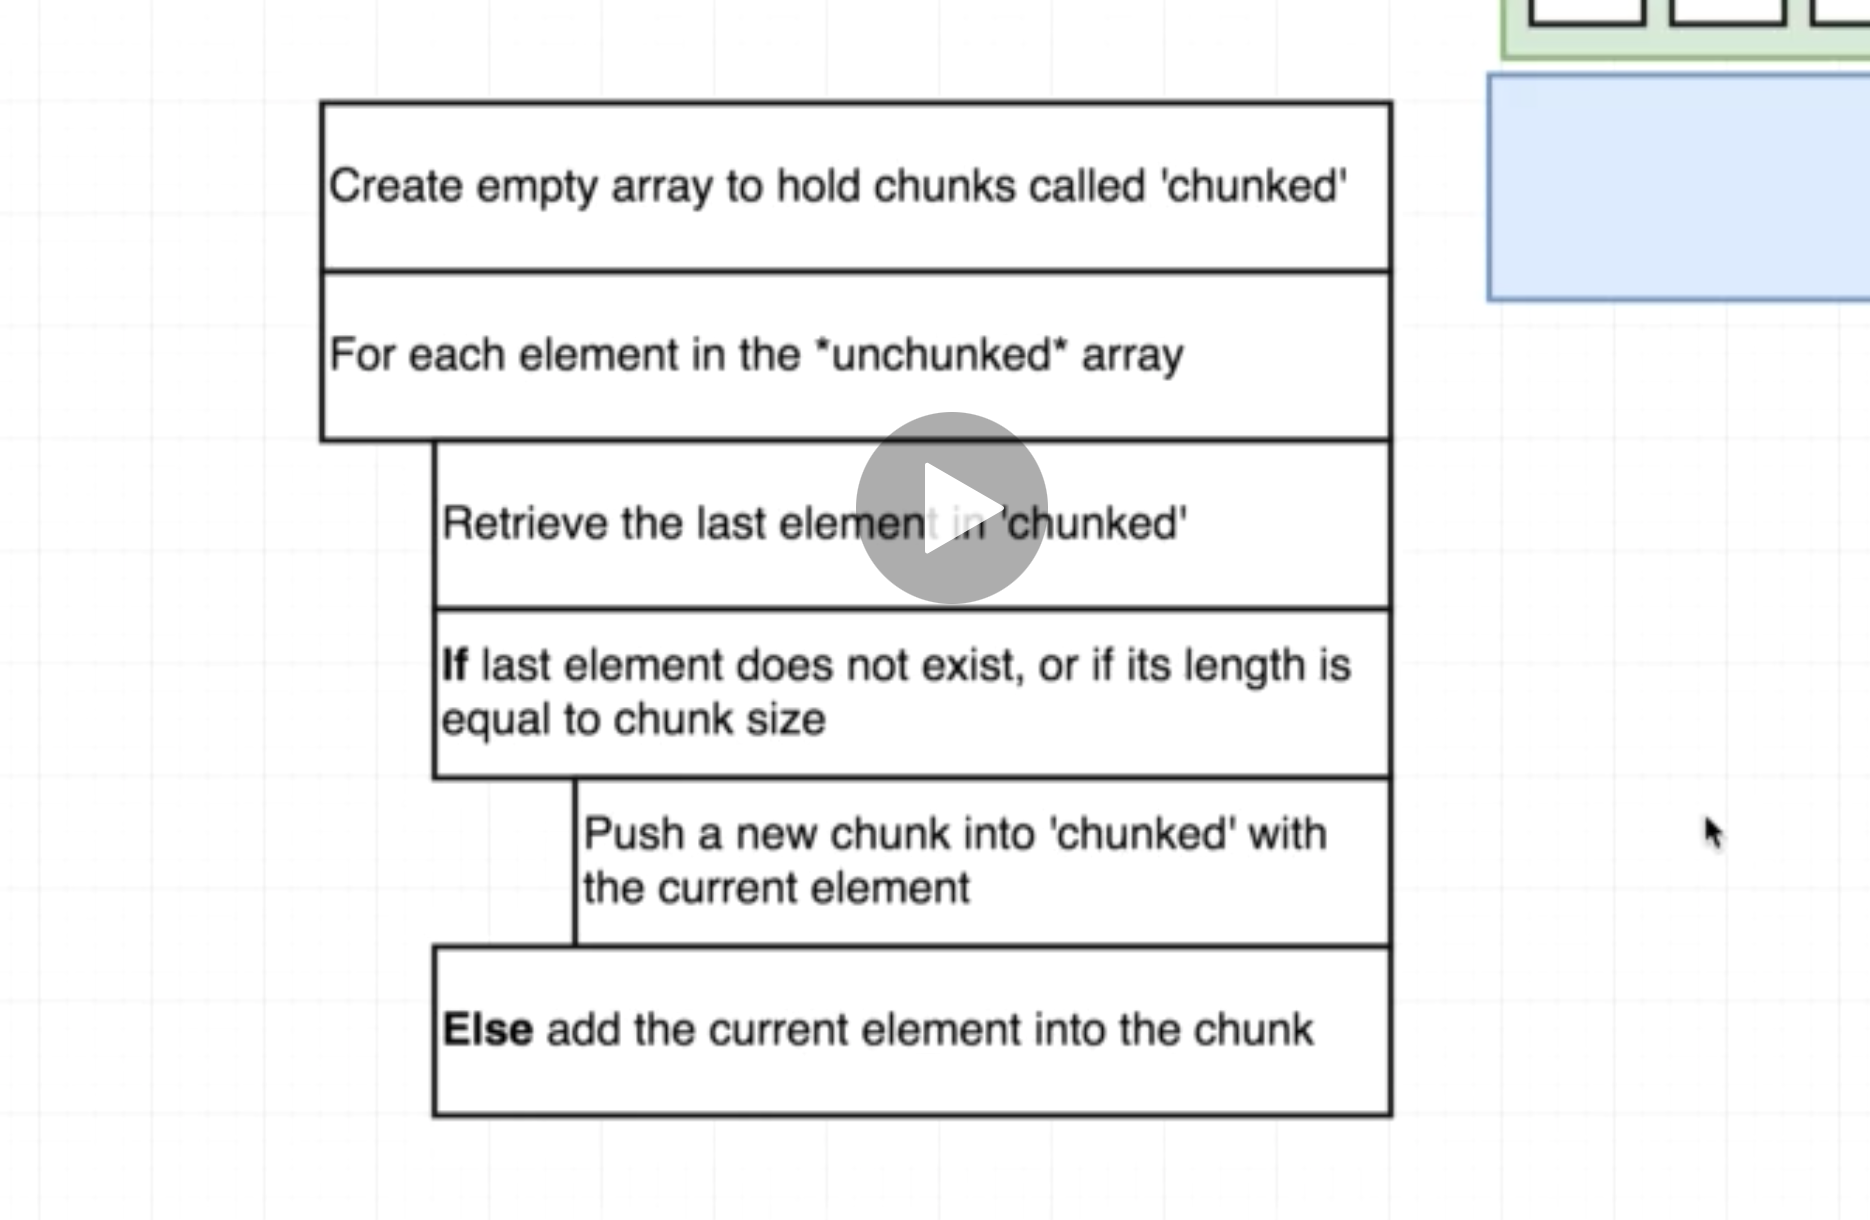 Create empty array to hold chunks called 'chunked'
For each element in the *unchunked* array
Retrieve the last element in 'chunked'
If last element does not exist, or if its length is
equal to chunk size
Push a new chunk into 'chunked' with
the current element
Else add the current element into the chunk